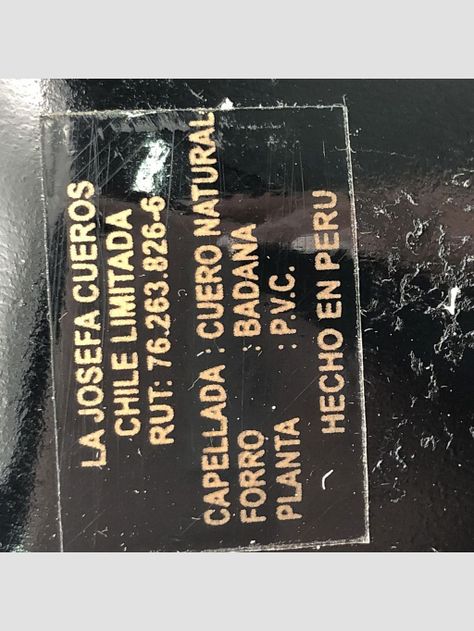 LA JOSEFA CUEROS
CHILE LIMITADA
RUT: 76.263.826-6
CAPELLADA : CUERO NATURAL
FORRO : BADANA
PLANTA : P.V.C.
HECHO EN PERU